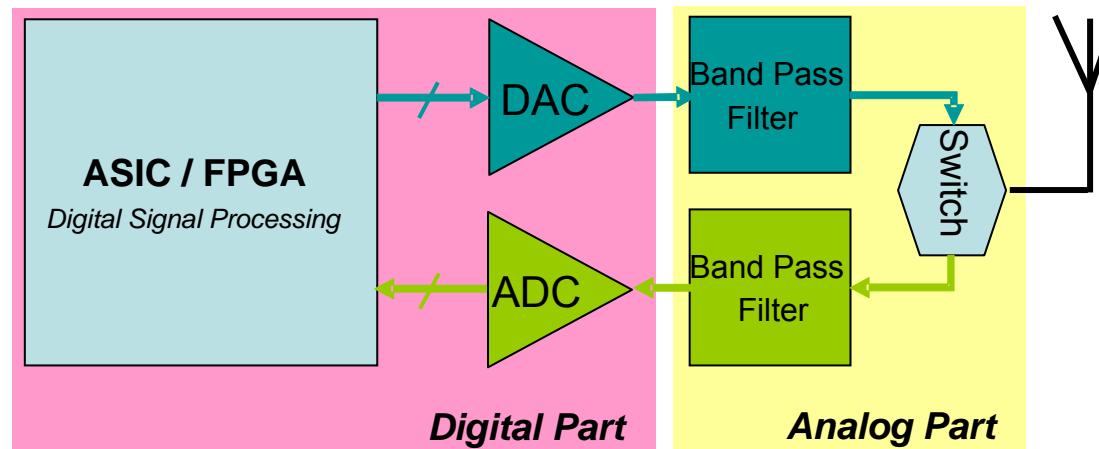 ASIC / FPGA
Digital Signal Processing
DAC
Band Pass
Filter
Switch
ADC
Band Pass
Filter
Digital Part
Analog Part